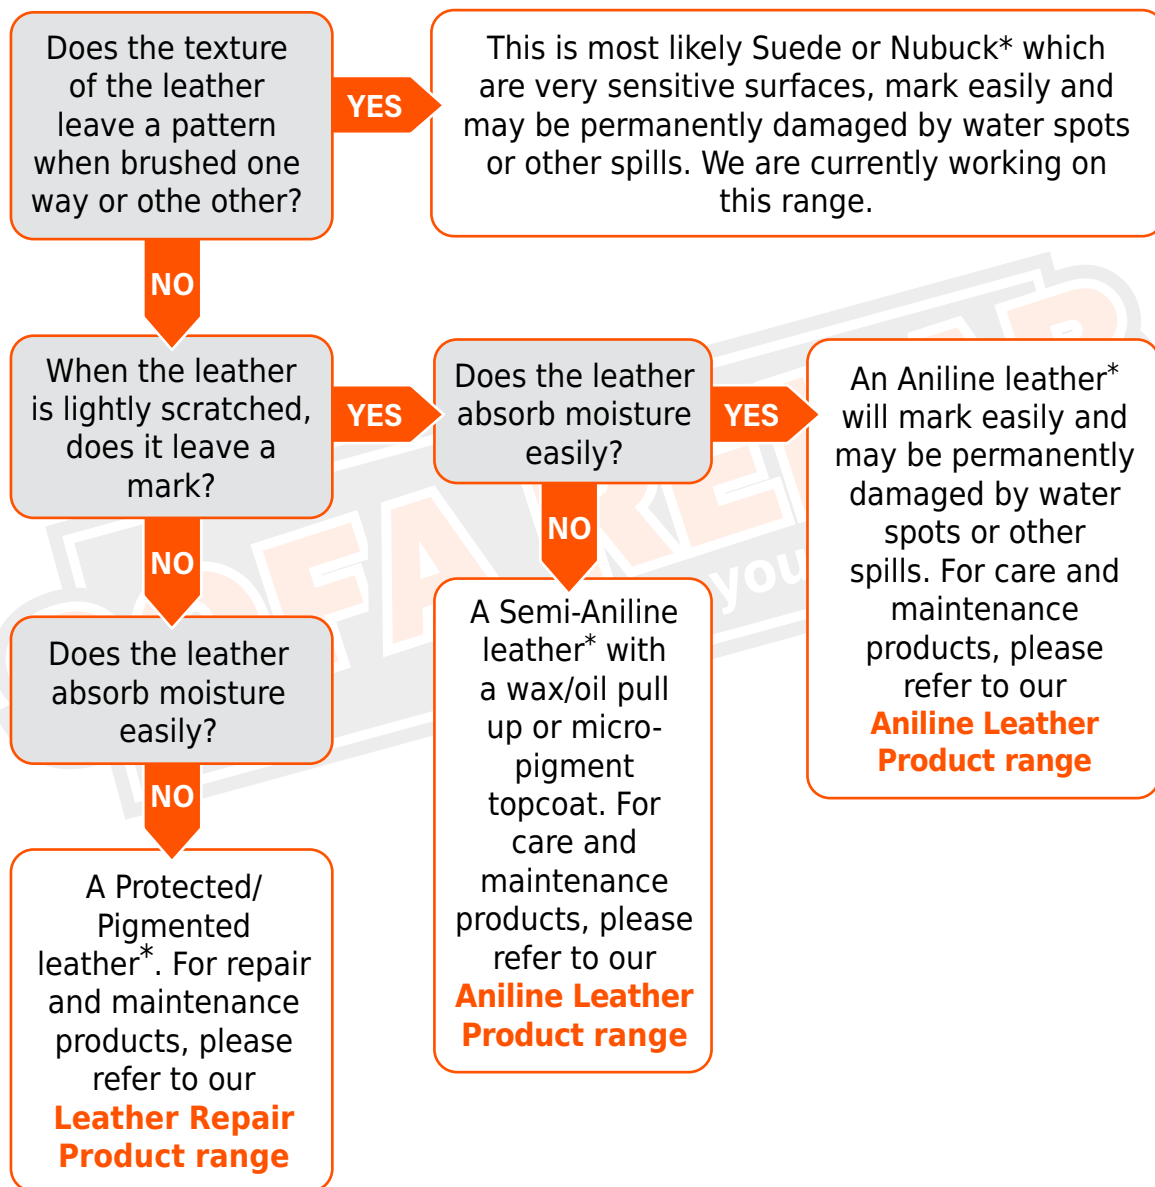 Does the texture
of the leather
leave a pattern
when brushed one
way or othe other?
YES
This is most likely Suede or Nubuck* which
are very sensitive surfaces, mark easily and
may be permanently damaged by water spots
or other spills. We are currently working on
this range.
NO
When the leather
is lightly scratched,
does it leave a
mark?
YES
Does the leather
absorb moisture
easily?
YES
An Aniline leather*
will mark easily and
may be permanently
damaged by water
spots or other
spills. For care and
maintenance
products, please
refer to our
Aniline Leather
Product range
NO
NO
Does the leather
absorb moisture
easily?
A Semi-Aniline
leather* with
a wax/oil pull
up or micro-
pigment
topcoat. For
care and
maintenance
products, please
refer to our
Aniline Leather
Product range
NO
A Protected/
Pigmented
leather*. For repair
and maintenance
products, please
refer to our
Leather Repair
Product range
SOFA REPAIR
you